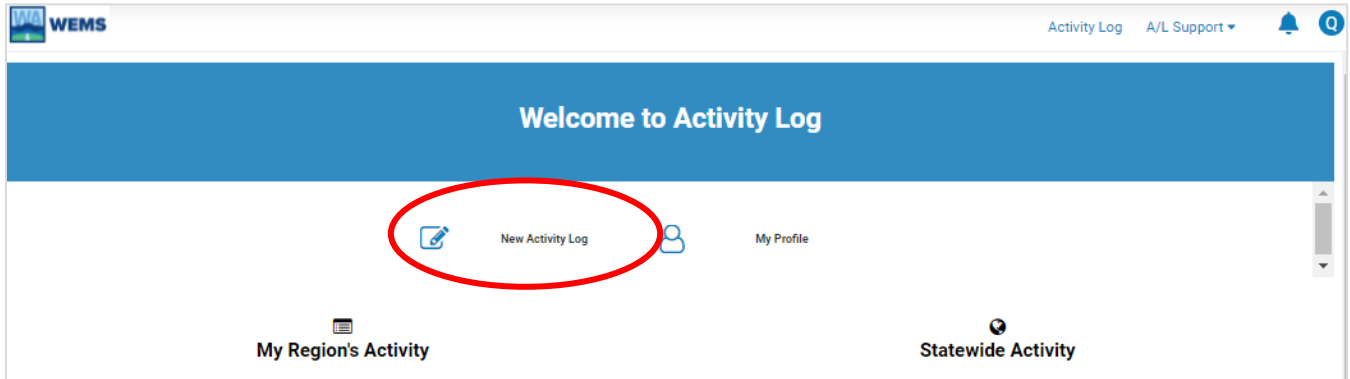 WA WEMS
Activity Log A/L Support
Q
Welcome to Activity Log
New Activity Log My Profile
My Region's Activity
Statewide Activity